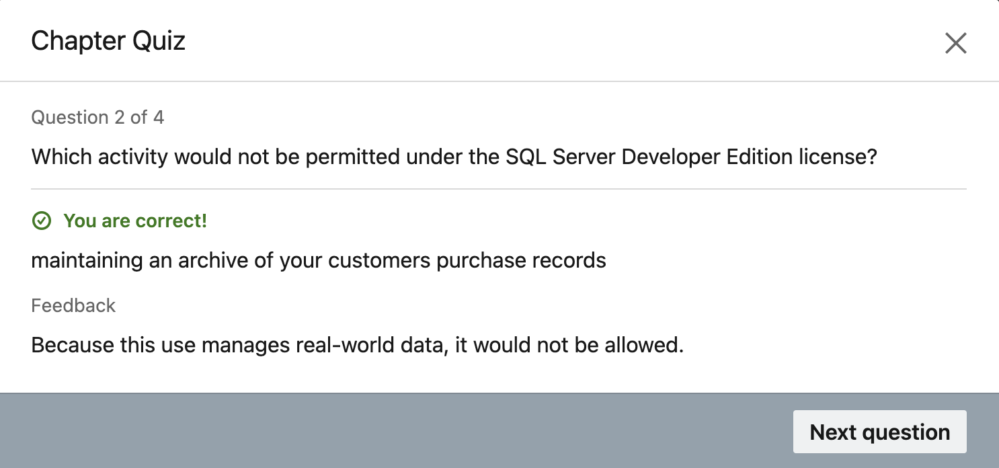 Chapter Quiz
Question 2 of 4
Which activity would not be permitted under the SQL Server Developer Edition license?
You are correct!
maintaining an archive of your customers purchase records
Feedback
Because this use manages real-world data, it would not be allowed.
Next question